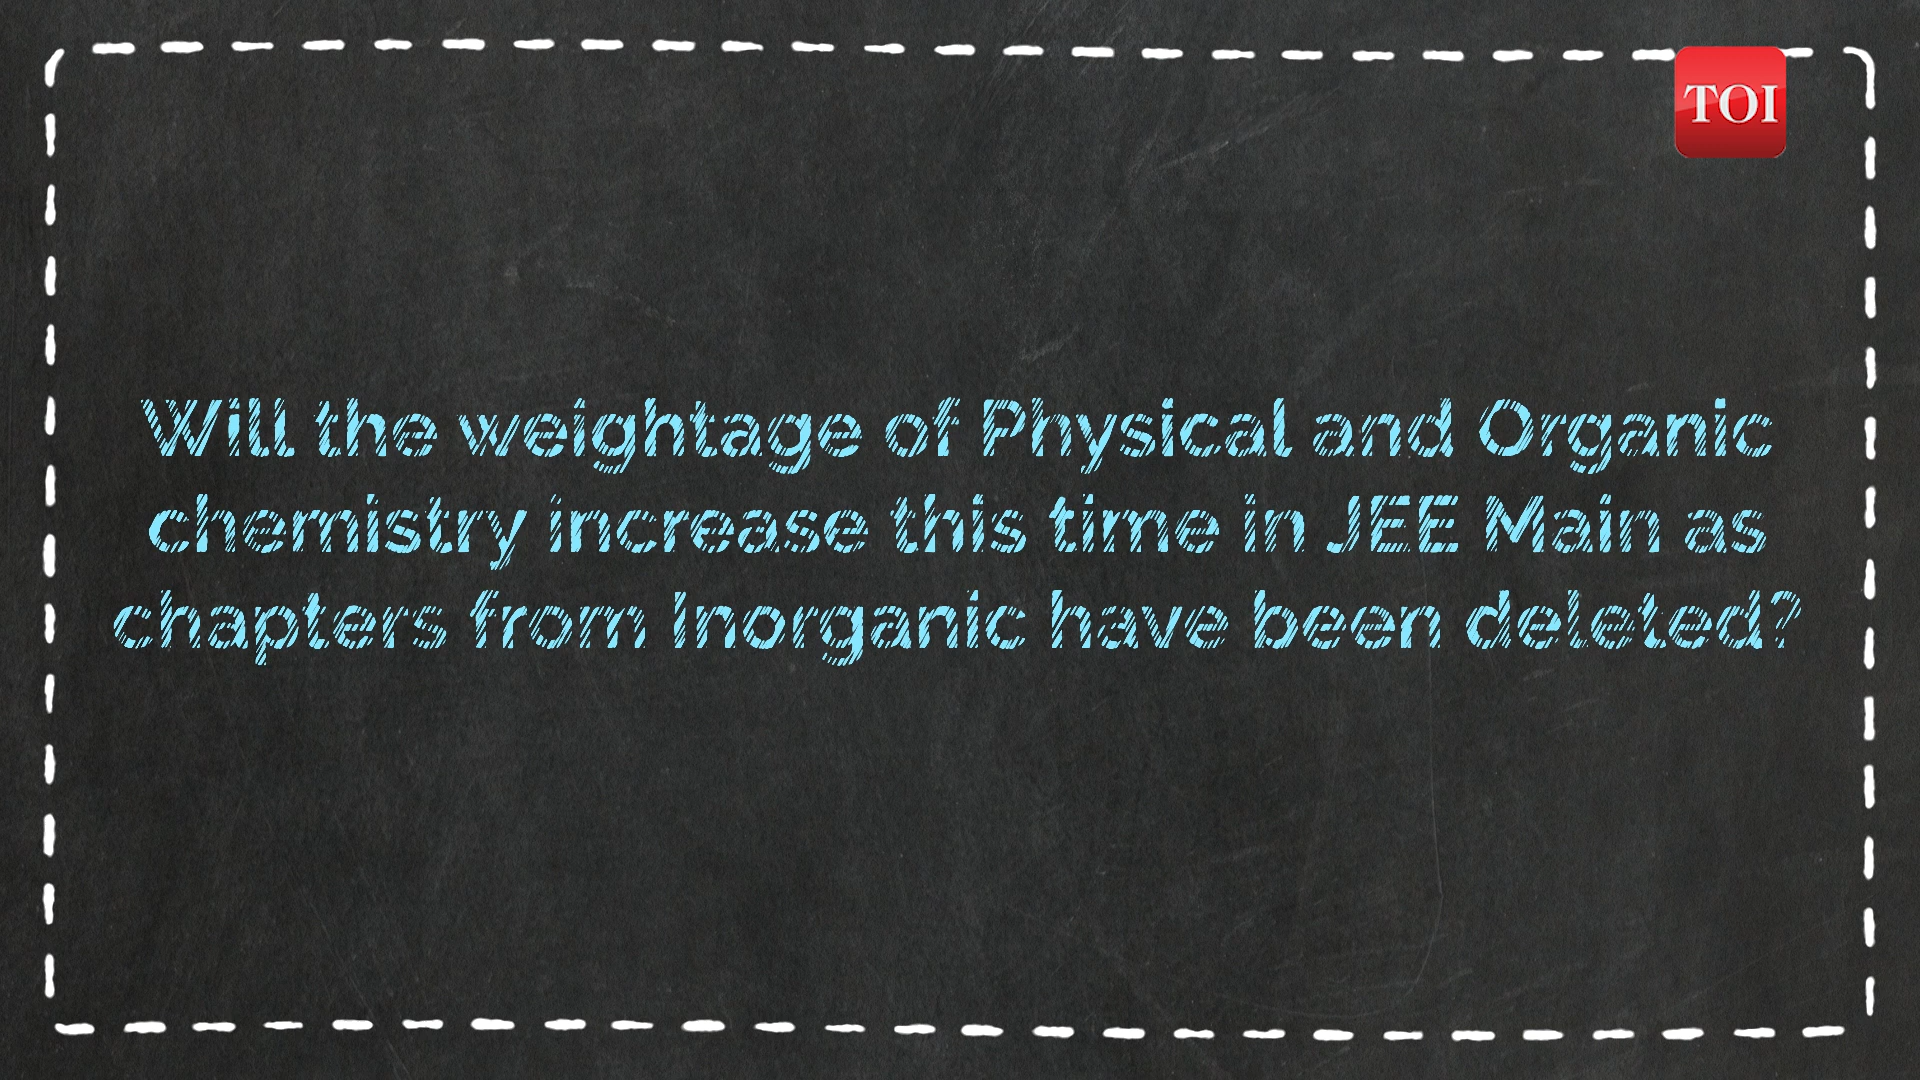 TOI
Will the weightage of Physical and Organic
chemistry increase this time in JEE Main as
chapters from Inorganic have been deleted?